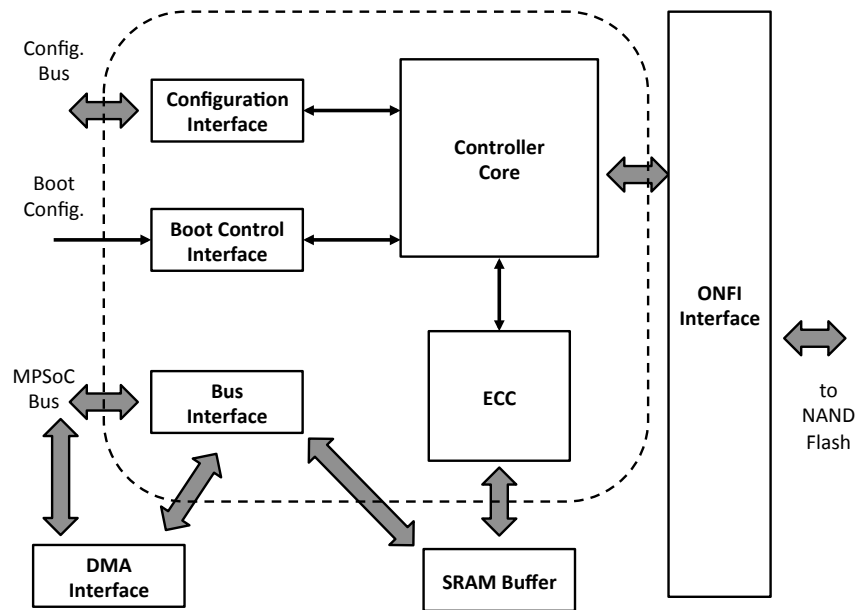 Config.
Bus
Configuration
Interface
Controller
Core
Boot
Config.
Boot Control
Interface
ONFI
Interface
MPSoC
Bus
Bus
Interface
ECC
to
NAND
Flash
DMA
Interface
SRAM Buffer